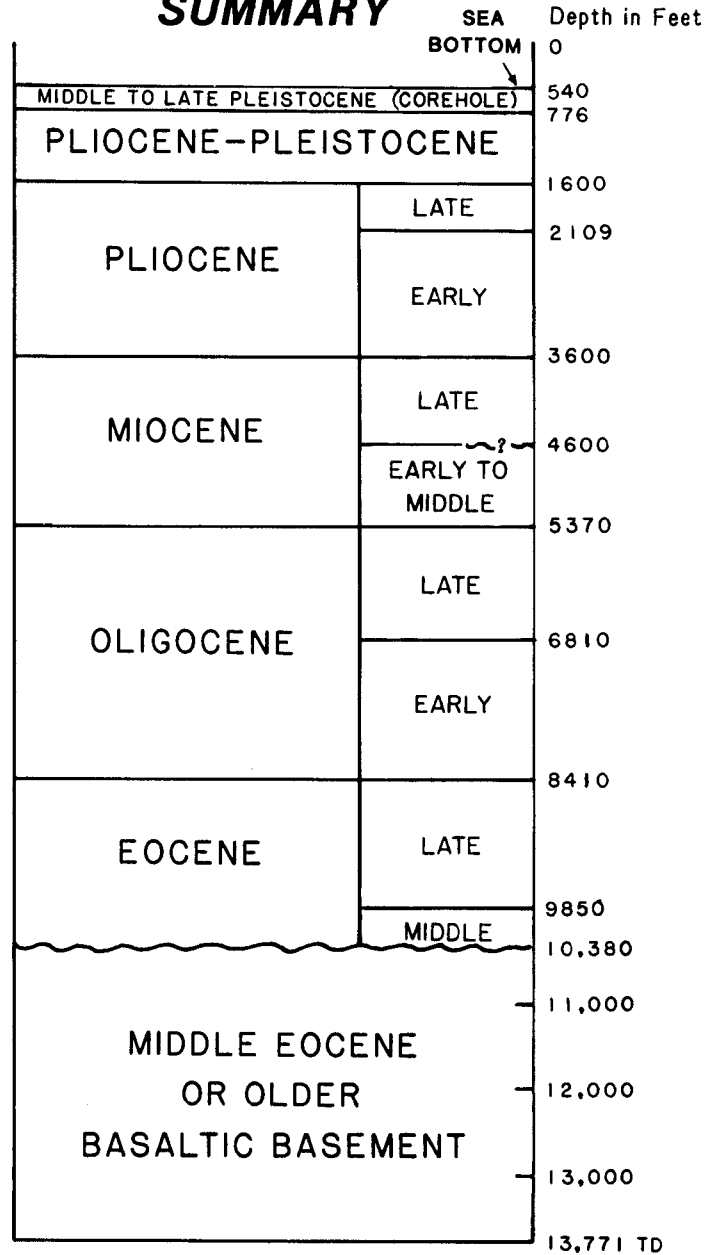 SUMMARY
SEA BOTTOM
Depth in Feet
0
540
MIDDLE TO LATE PLEISTOCENE (COREHOLE)
776
PLIOCENE-PLEISTOCENE
1600
LATE
2109
PLIOCENE
EARLY
3600
LATE
MIOCENE
?
4600
EARLY TO
MIDDLE
5370
LATE
OLIGOCENE
6810
EARLY
8410
EOCENE
LATE
9850
MIDDLE
10,380
11,000
MIDDLE EOCENE
OR OLDER
12,000
BASALTIC BASEMENT
13,000
13,771 TD